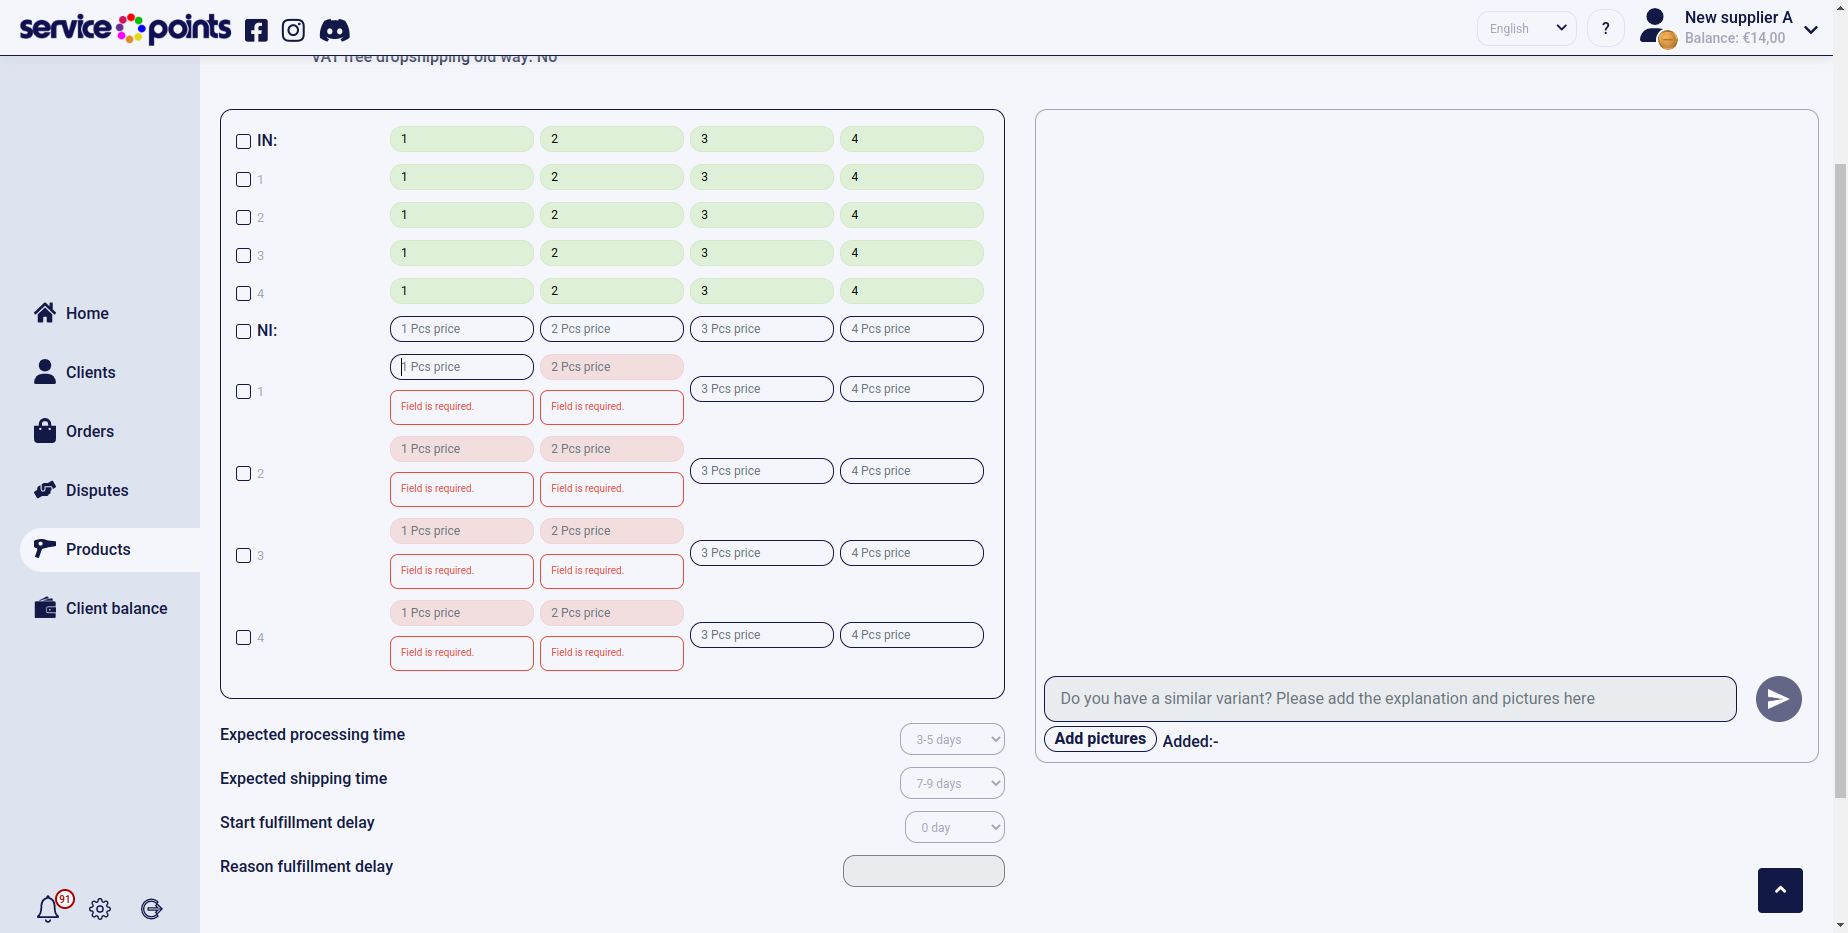 service points
English
?
New supplier A
Balance: €14,00
VAT free dropshipping old way: No
IN:
1 2 3 4
1 1 2 3 4
2 1 2 3 4
3 1 2 3 4
4 1 2 3 4
NI:
1 Pcs price 2 Pcs price 3 Pcs price 4 Pcs price
1 Pcs price 2 Pcs price
1 3 Pcs price 4 Pcs price
Field is required. Field is required.
1 Pcs price 2 Pcs price
2 3 Pcs price 4 Pcs price
Field is required. Field is required.
1 Pcs price 2 Pcs price
3 3 Pcs price 4 Pcs price
Field is required. Field is required.
1 Pcs price 2 Pcs price
4 3 Pcs price 4 Pcs price
Field is required. Field is required.
Expected processing time 3-5 days
Expected shipping time 7-9 days
Start fulfillment delay 0 day
Reason fulfillment delay
Do you have a similar variant? Please add the explanation and pictures here
Add pictures Added:-
Home
Clients
Orders
Disputes
Products
Client balance
91